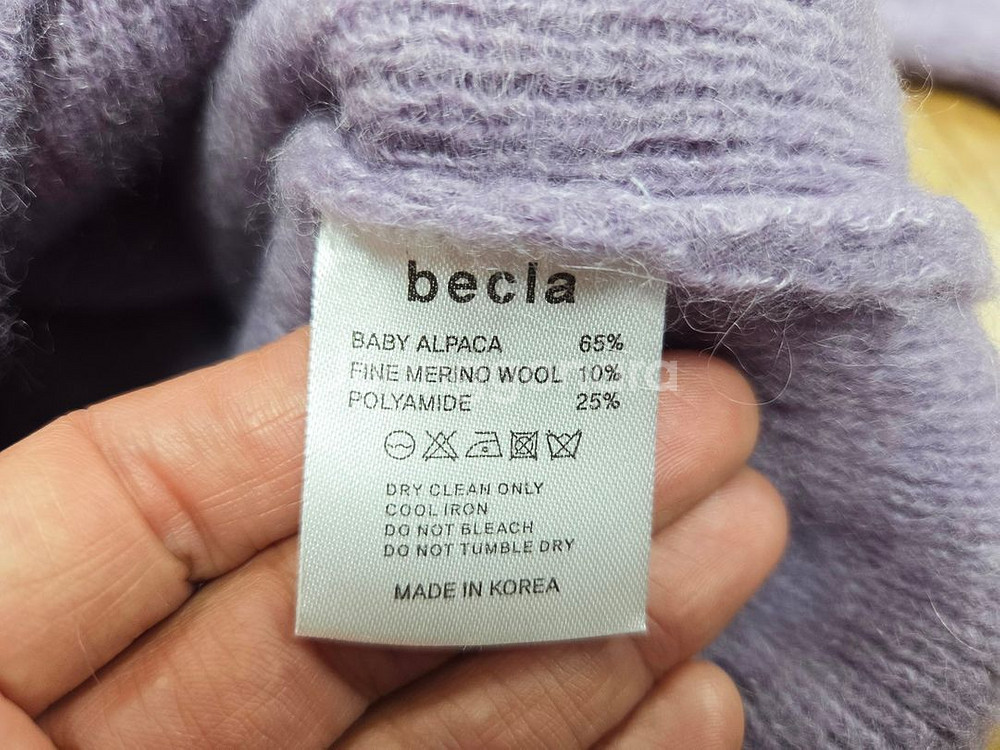 becla
BABY ALPACA 65%
FINE MERINO WOOL 10%
POLYAMIDE 25%
DRY CLEAN ONLY
COOL IRON
DO NOT BLEACH
DO NOT TUMBLE DRY
MADE IN KOREA